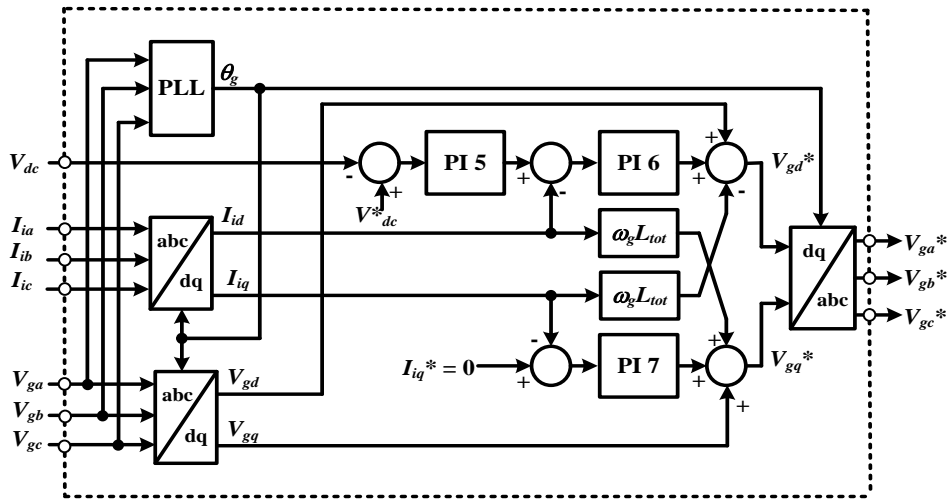 PLL
θg
Vdc
PI 5
PI 6
Vgd*
V*dc
Iia
Iib
Iic
abc
dq
Iid
Iiq
ωgLtot
ωgLtot
dq
abc
Vga*
Vgb*
Vgc*
Iiq* = 0
PI 7
Vgq*
Vga
Vgb
Vgc
abc
dq
Vgd
Vgq